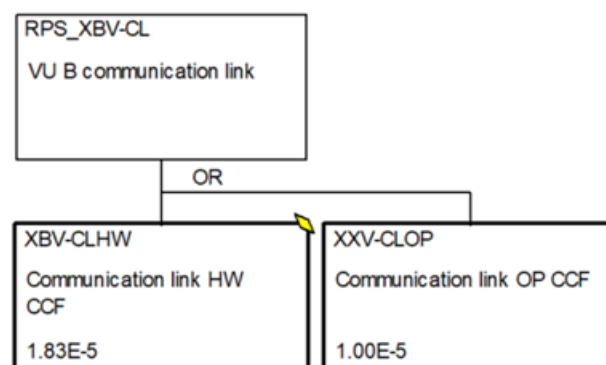 RPS_XBV-CL
VU B communication link
OR
XBV-CLHW
Communication link HW
CCF
1.83E-5
XXV-CLOP
Communication link OP CCF
1.00E-5